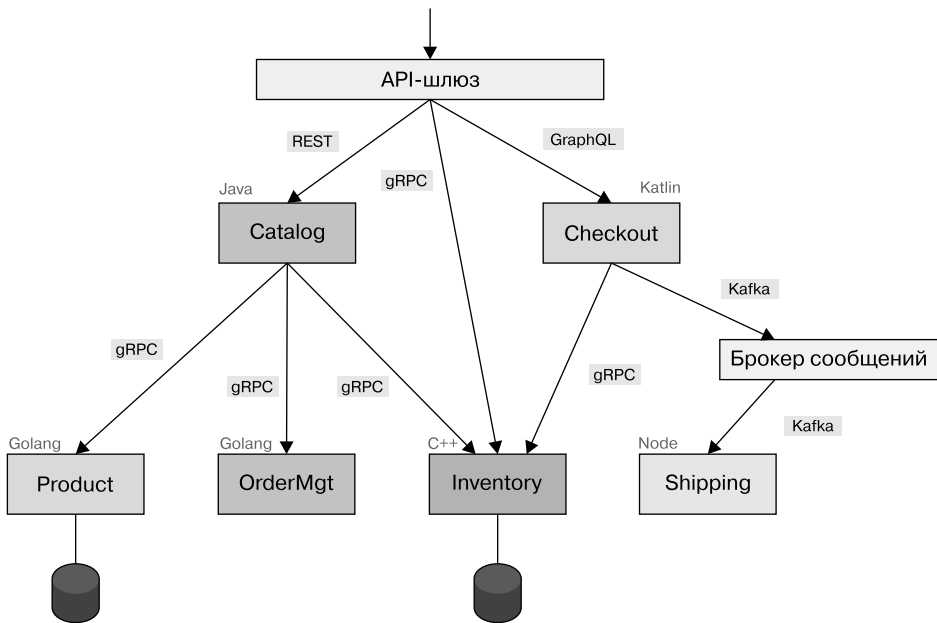 API-шлюз
REST
GraphQL
gRPC
Java
Katlin
Catalog
Checkout
Kafka
gRPC
Брокер сообщений
gRPC
gRPC
gRPC
Kafka
Golang
Golang
C++
Node
Product
OrderMgt
Inventory
Shipping